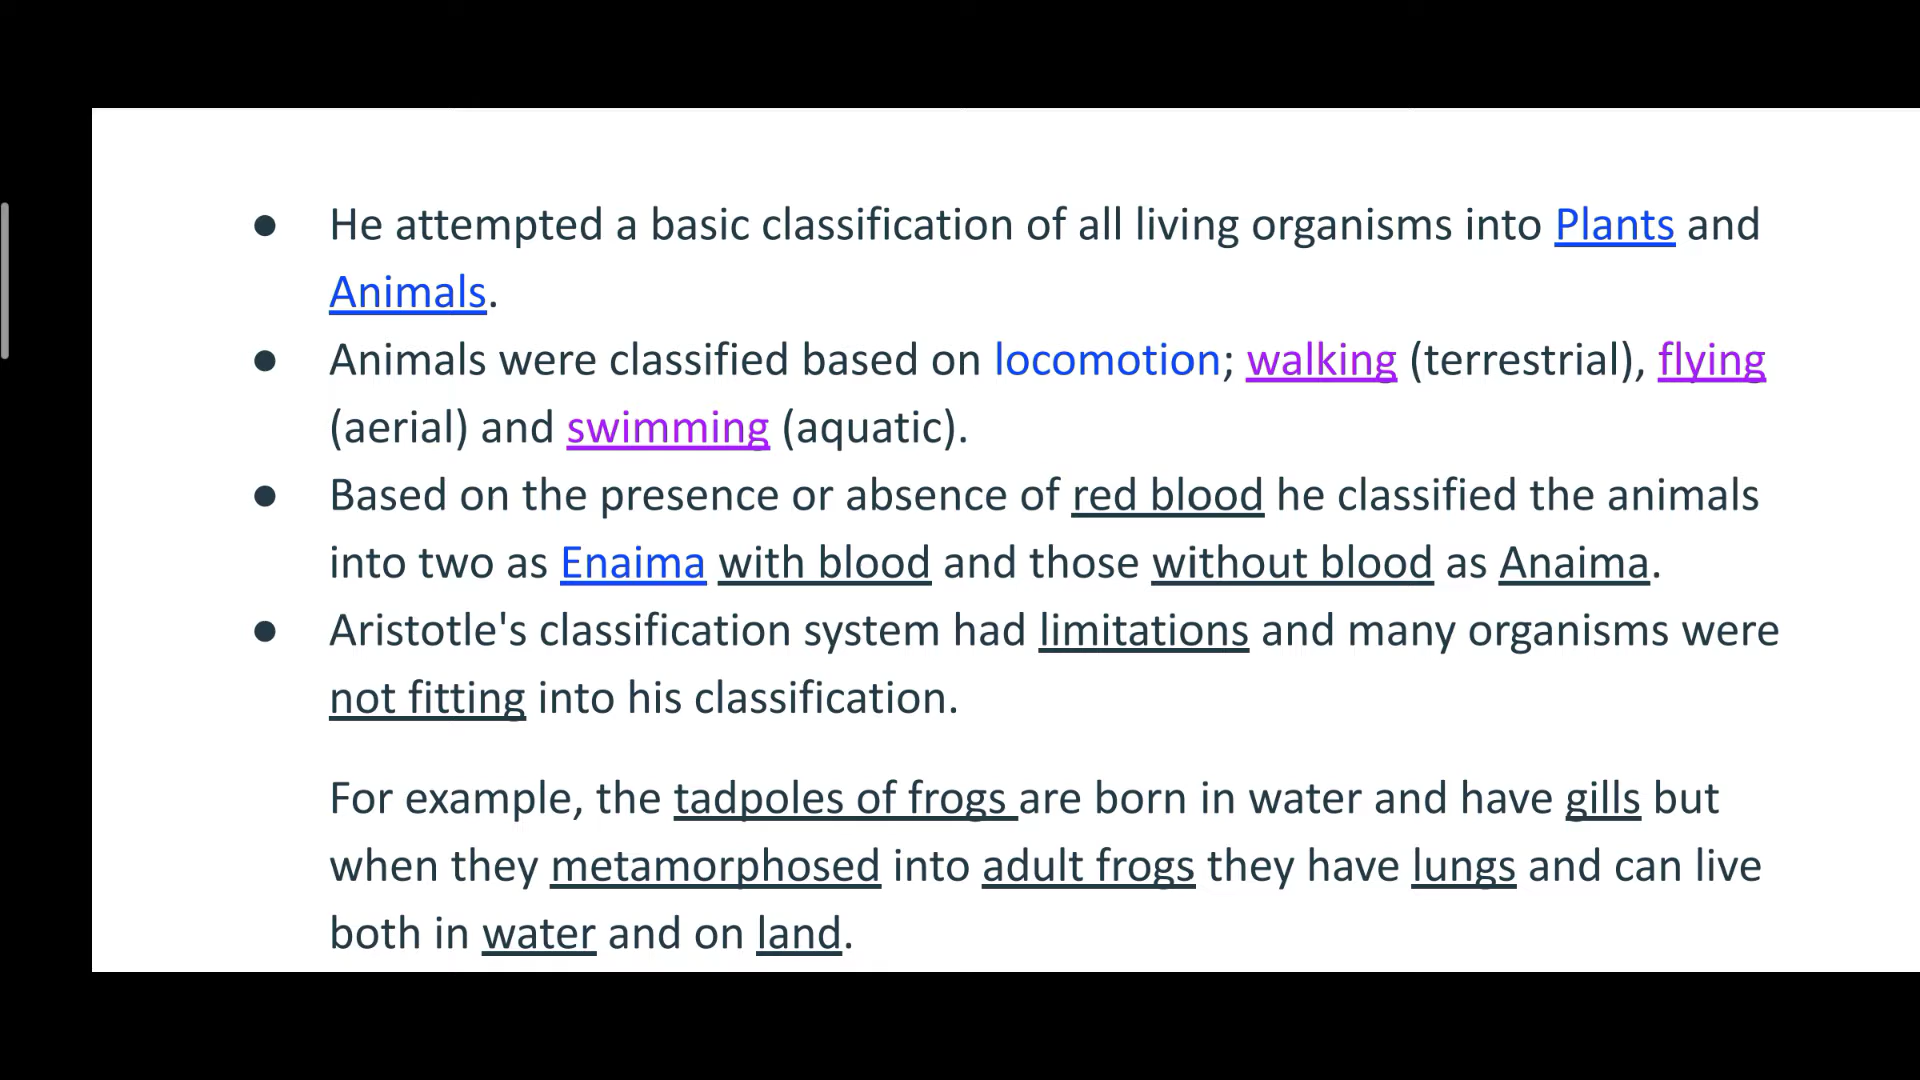 ● He attempted a basic classification of all living organisms into Plants and
Animals.
● Animals were classified based on locomotion; walking (terrestrial), flying
(aerial) and swimming (aquatic).
● Based on the presence or absence of red blood he classified the animals
into two as Enaima with blood and those without blood as Anaima.
● Aristotle's classification system had limitations and many organisms were
not fitting into his classification.
For example, the tadpoles of frogs are born in water and have gills but
when they metamorphosed into adult frogs they have lungs and can live
both in water and on land.